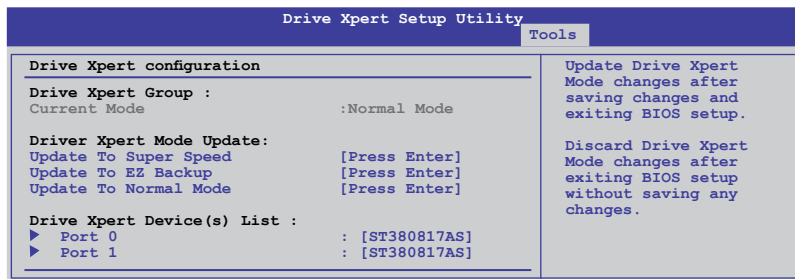 Drive Xpert Setup Utility
Tools
Drive Xpert configuration
Drive Xpert Group :
Current Mode :Normal Mode
Driver Xpert Mode Update:
Update To Super Speed [Press Enter]
Update To EZ Backup [Press Enter]
Update To Normal Mode [Press Enter]
Drive Xpert Device(s) List :
Port 0 : [ST380817AS]
Port 1 : [ST380817AS]
Update Drive Xpert
Mode changes after
saving changes and
exiting BIOS setup.
Discard Drive Xpert
Mode changes after
exiting BIOS setup
without saving any
changes.